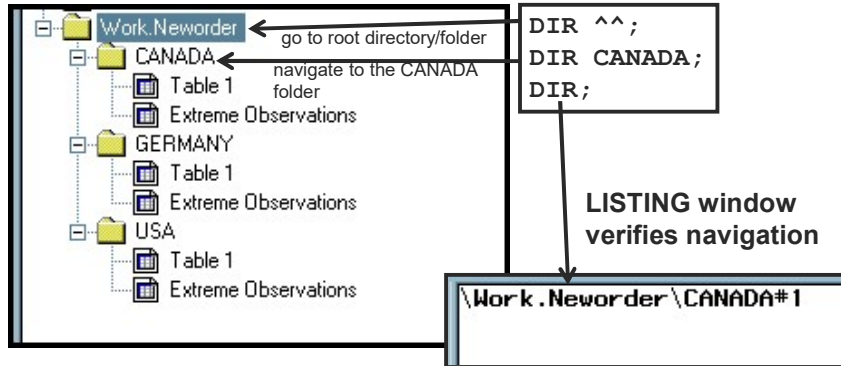 Work.Neworder
CANADA
Table 1
Extreme Observations
GERMANY
Table 1
Extreme Observations
USA
Table 1
Extreme Observations
go to root directory/folder
navigate to the CANADA
folder
DIR ^^;
DIR CANADA;
DIR;
LISTING window
verifies navigation
\Work.Neworder\CANADA#1